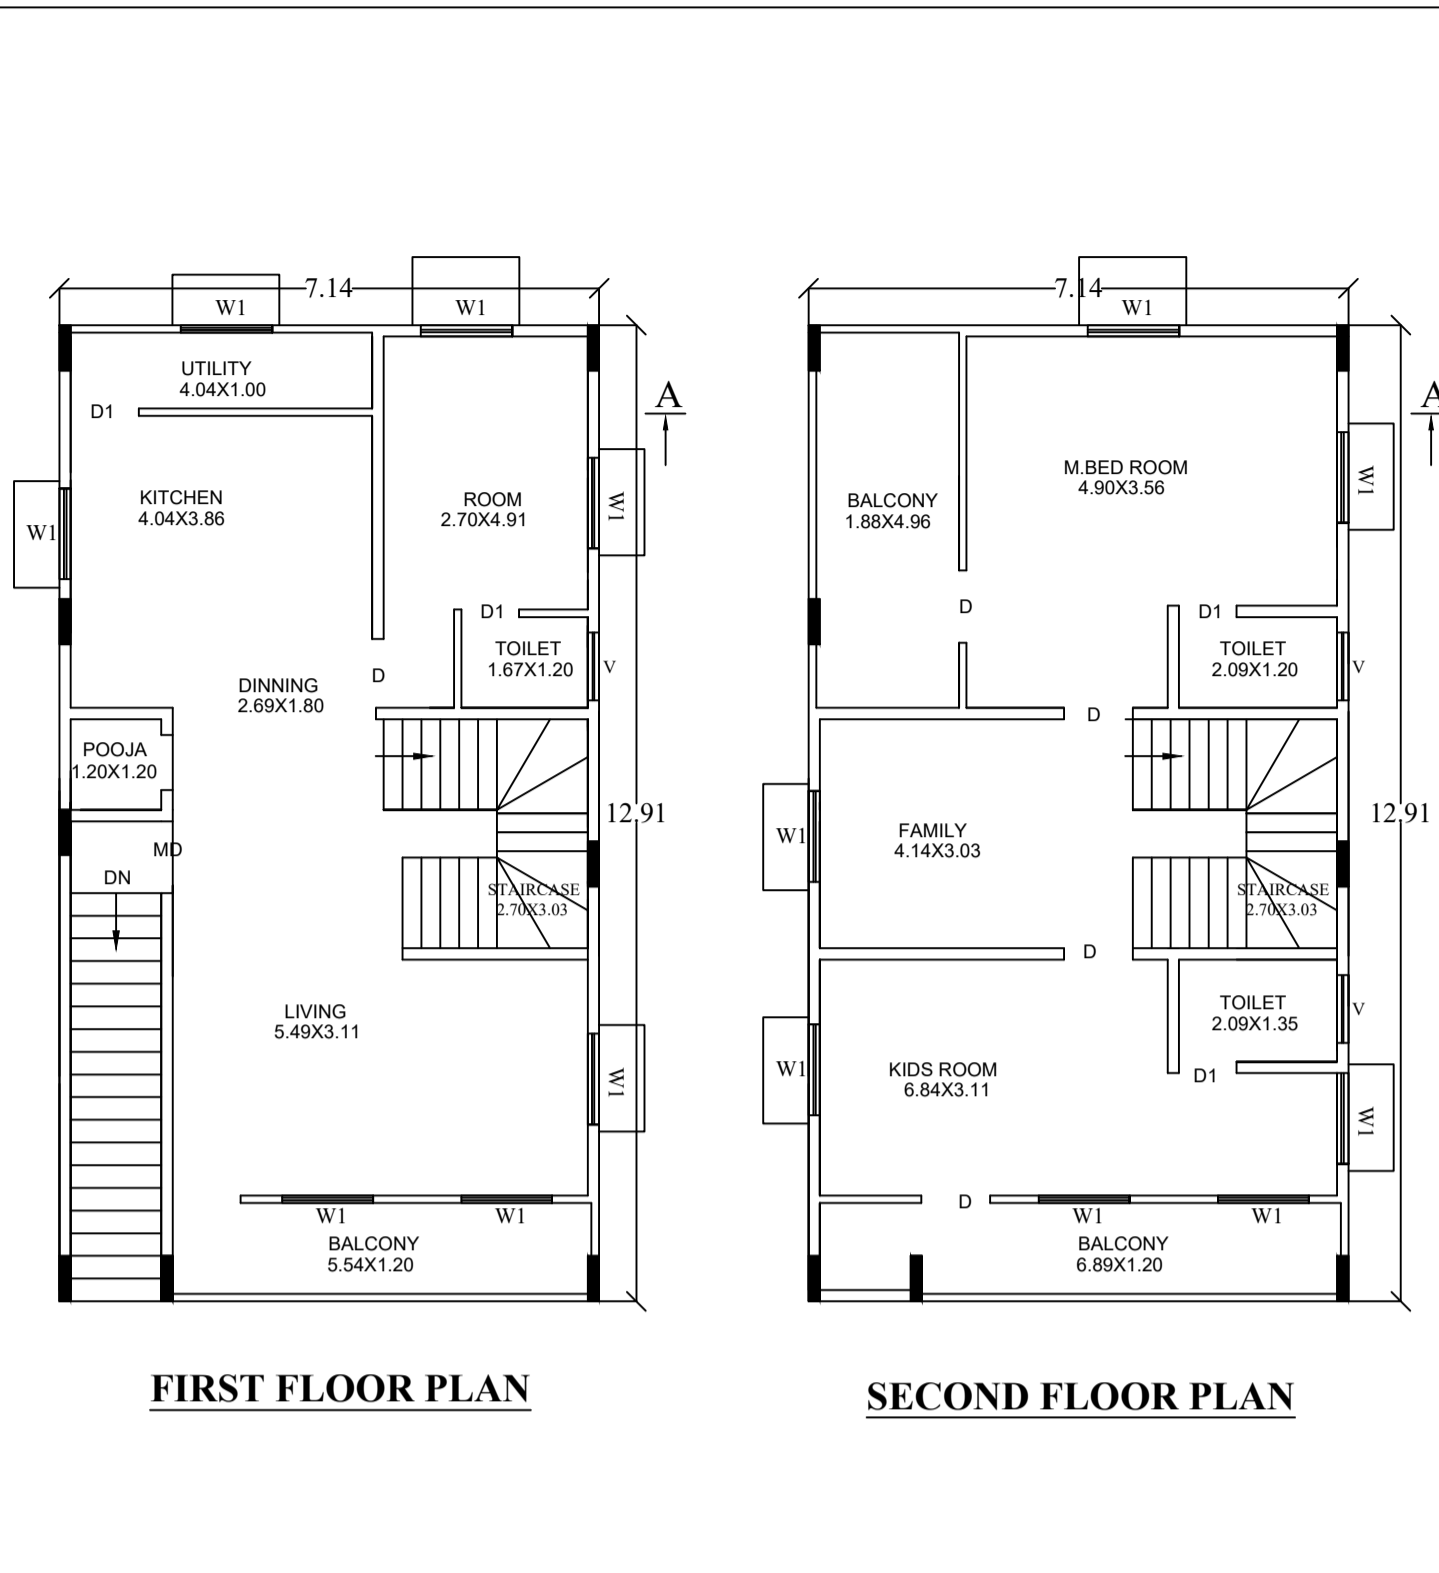 7.14
W1
W1
UTILITY
4.04X1.00
D1
A
KITCHEN
4.04X3.86
W1
ROOM
2.70X4.91
W1
D1
TOILET
1.67X1.20
V
D
DINNING
2.69X1.80
POOJA
1.20X1.20
12.91
MD
DN
STAIRCASE
2.70X3.03
LIVING
5.49X3.11
W1
W1
W1
BALCONY
5.54X1.20
FIRST FLOOR PLAN
7.14
W1
A
M.BED ROOM
4.90X3.56
W1
BALCONY
1.88X4.96
D
D1
TOILET
2.09X1.20
V
D
12.91
W1
FAMILY
4.14X3.03
STAIRCASE
2.70X3.03
D
TOILET
2.09X1.35
V
W1
KIDS ROOM
6.84X3.11
D1
W1
D
W1
W1
BALCONY
6.89X1.20
SECOND FLOOR PLAN